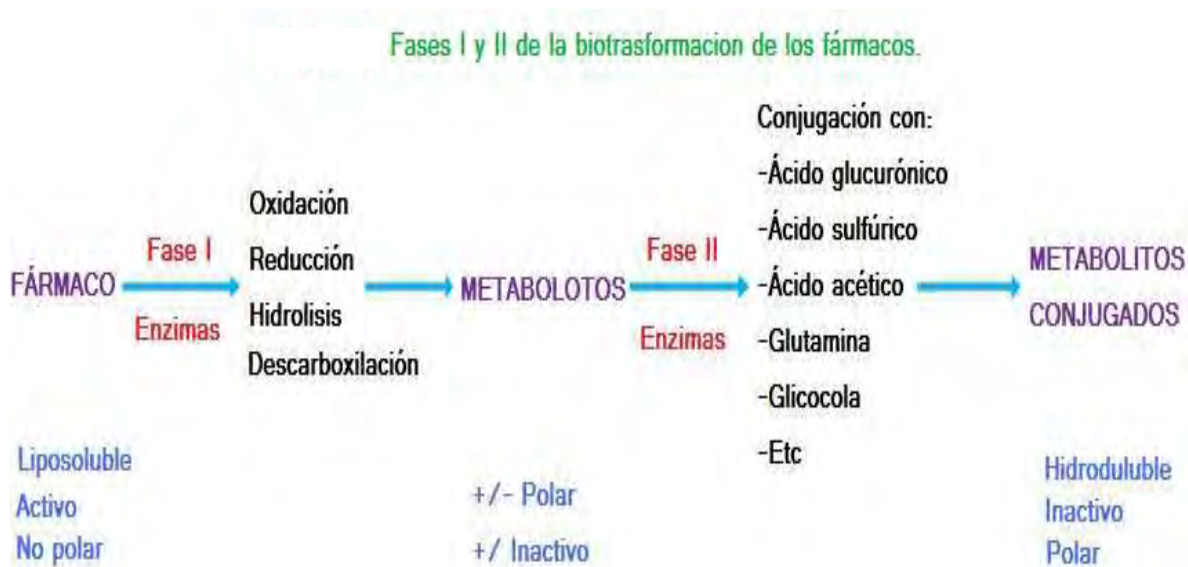 Fases I y II de la biotrasformacion de los fármacos.
FÁRMACO
Fase I
Enzimas
Oxidación
Reducción
Hidrolisis
Descarboxilación
METABOLOTOS
Fase II
Enzimas
Conjugación con:
-Ácido glucurónico
-Ácido sulfúrico
-Ácido acético
-Glutamina
-Glicocola
-Etc
METABOLITOS
CONJUGADOS
Liposoluble
Activo
No polar
+/- Polar
+/ Inactivo
Hidroduluble
Inactivo
Polar